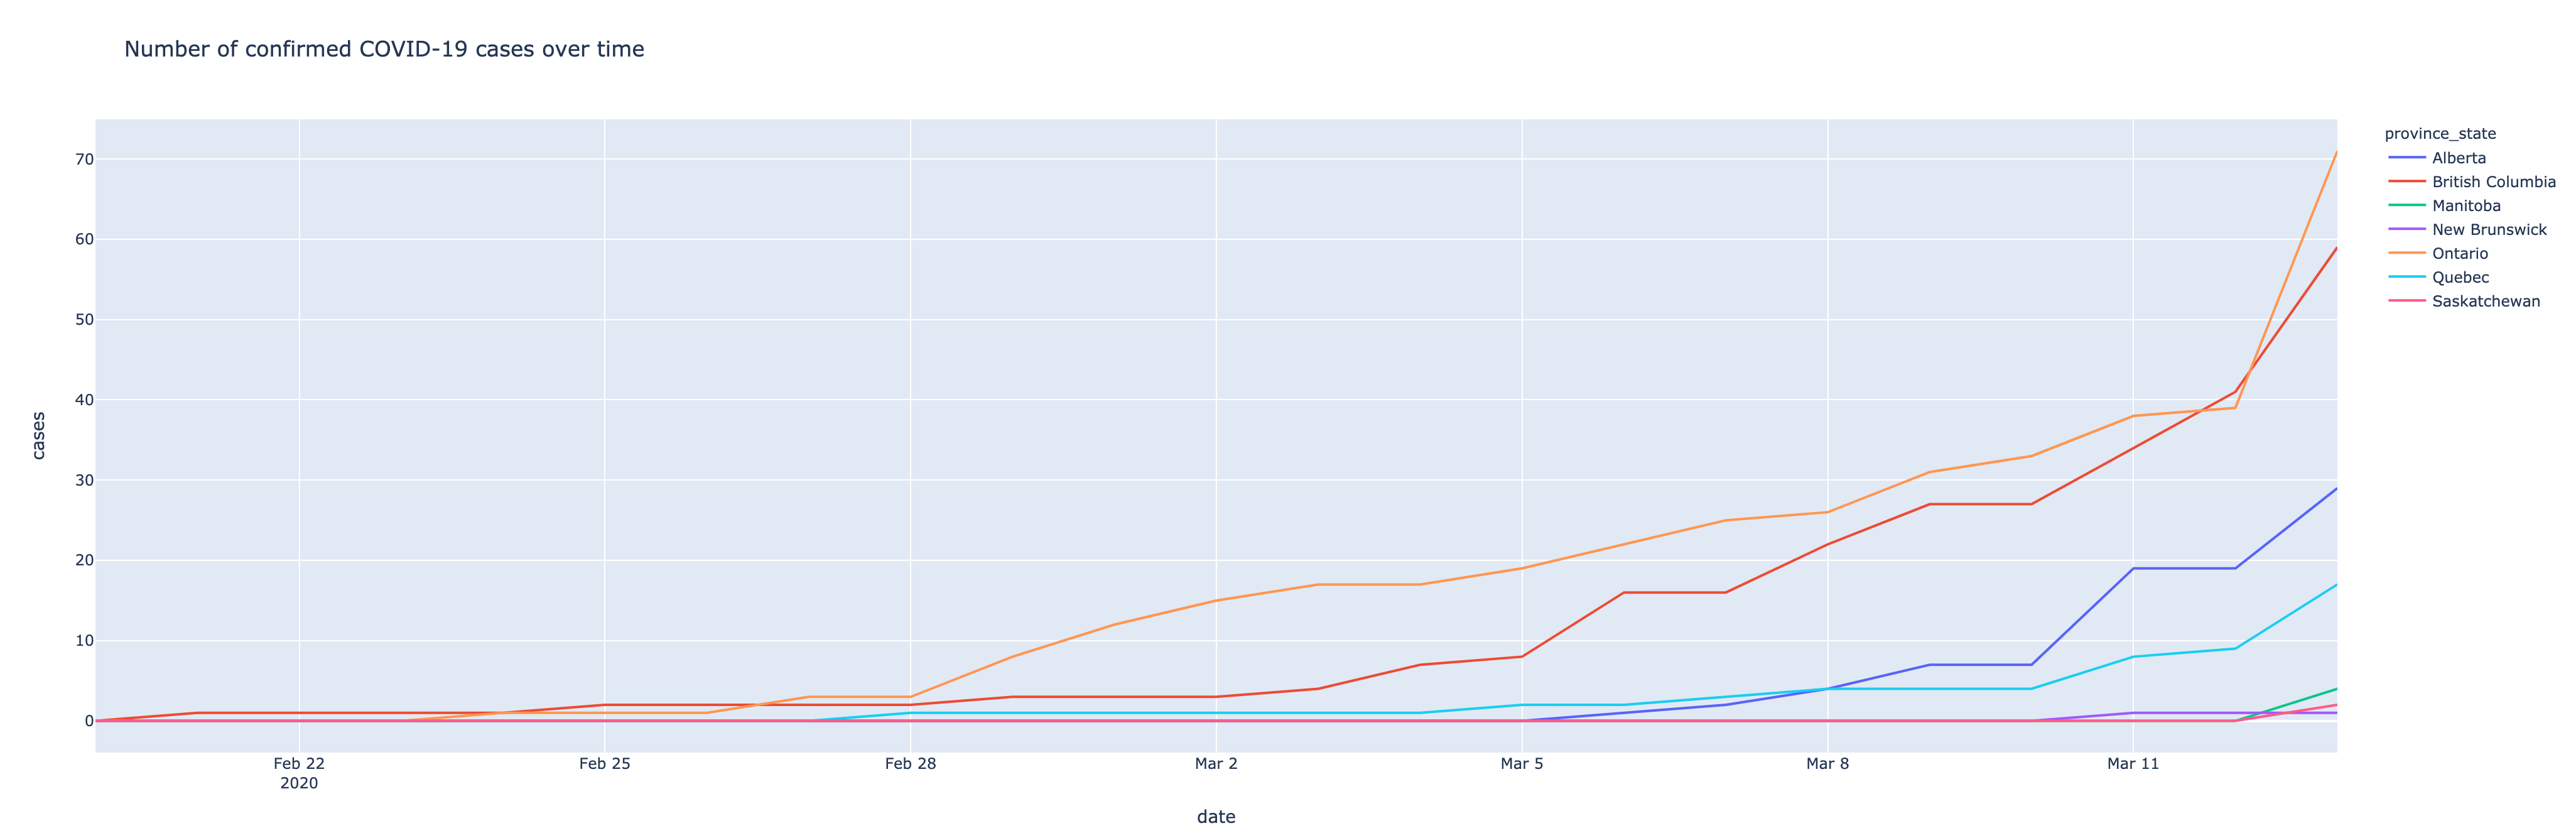 Number of confirmed COVID-19 cases over time
province_state
Alberta
British Columbia
Manitoba
New Brunswick
Ontario
Quebec
Saskatchewan
cases
70
60
50
40
30
20
10
0
Feb 22
2020
Feb 25
Feb 28
Mar 2
Mar 5
Mar 8
Mar 11
date